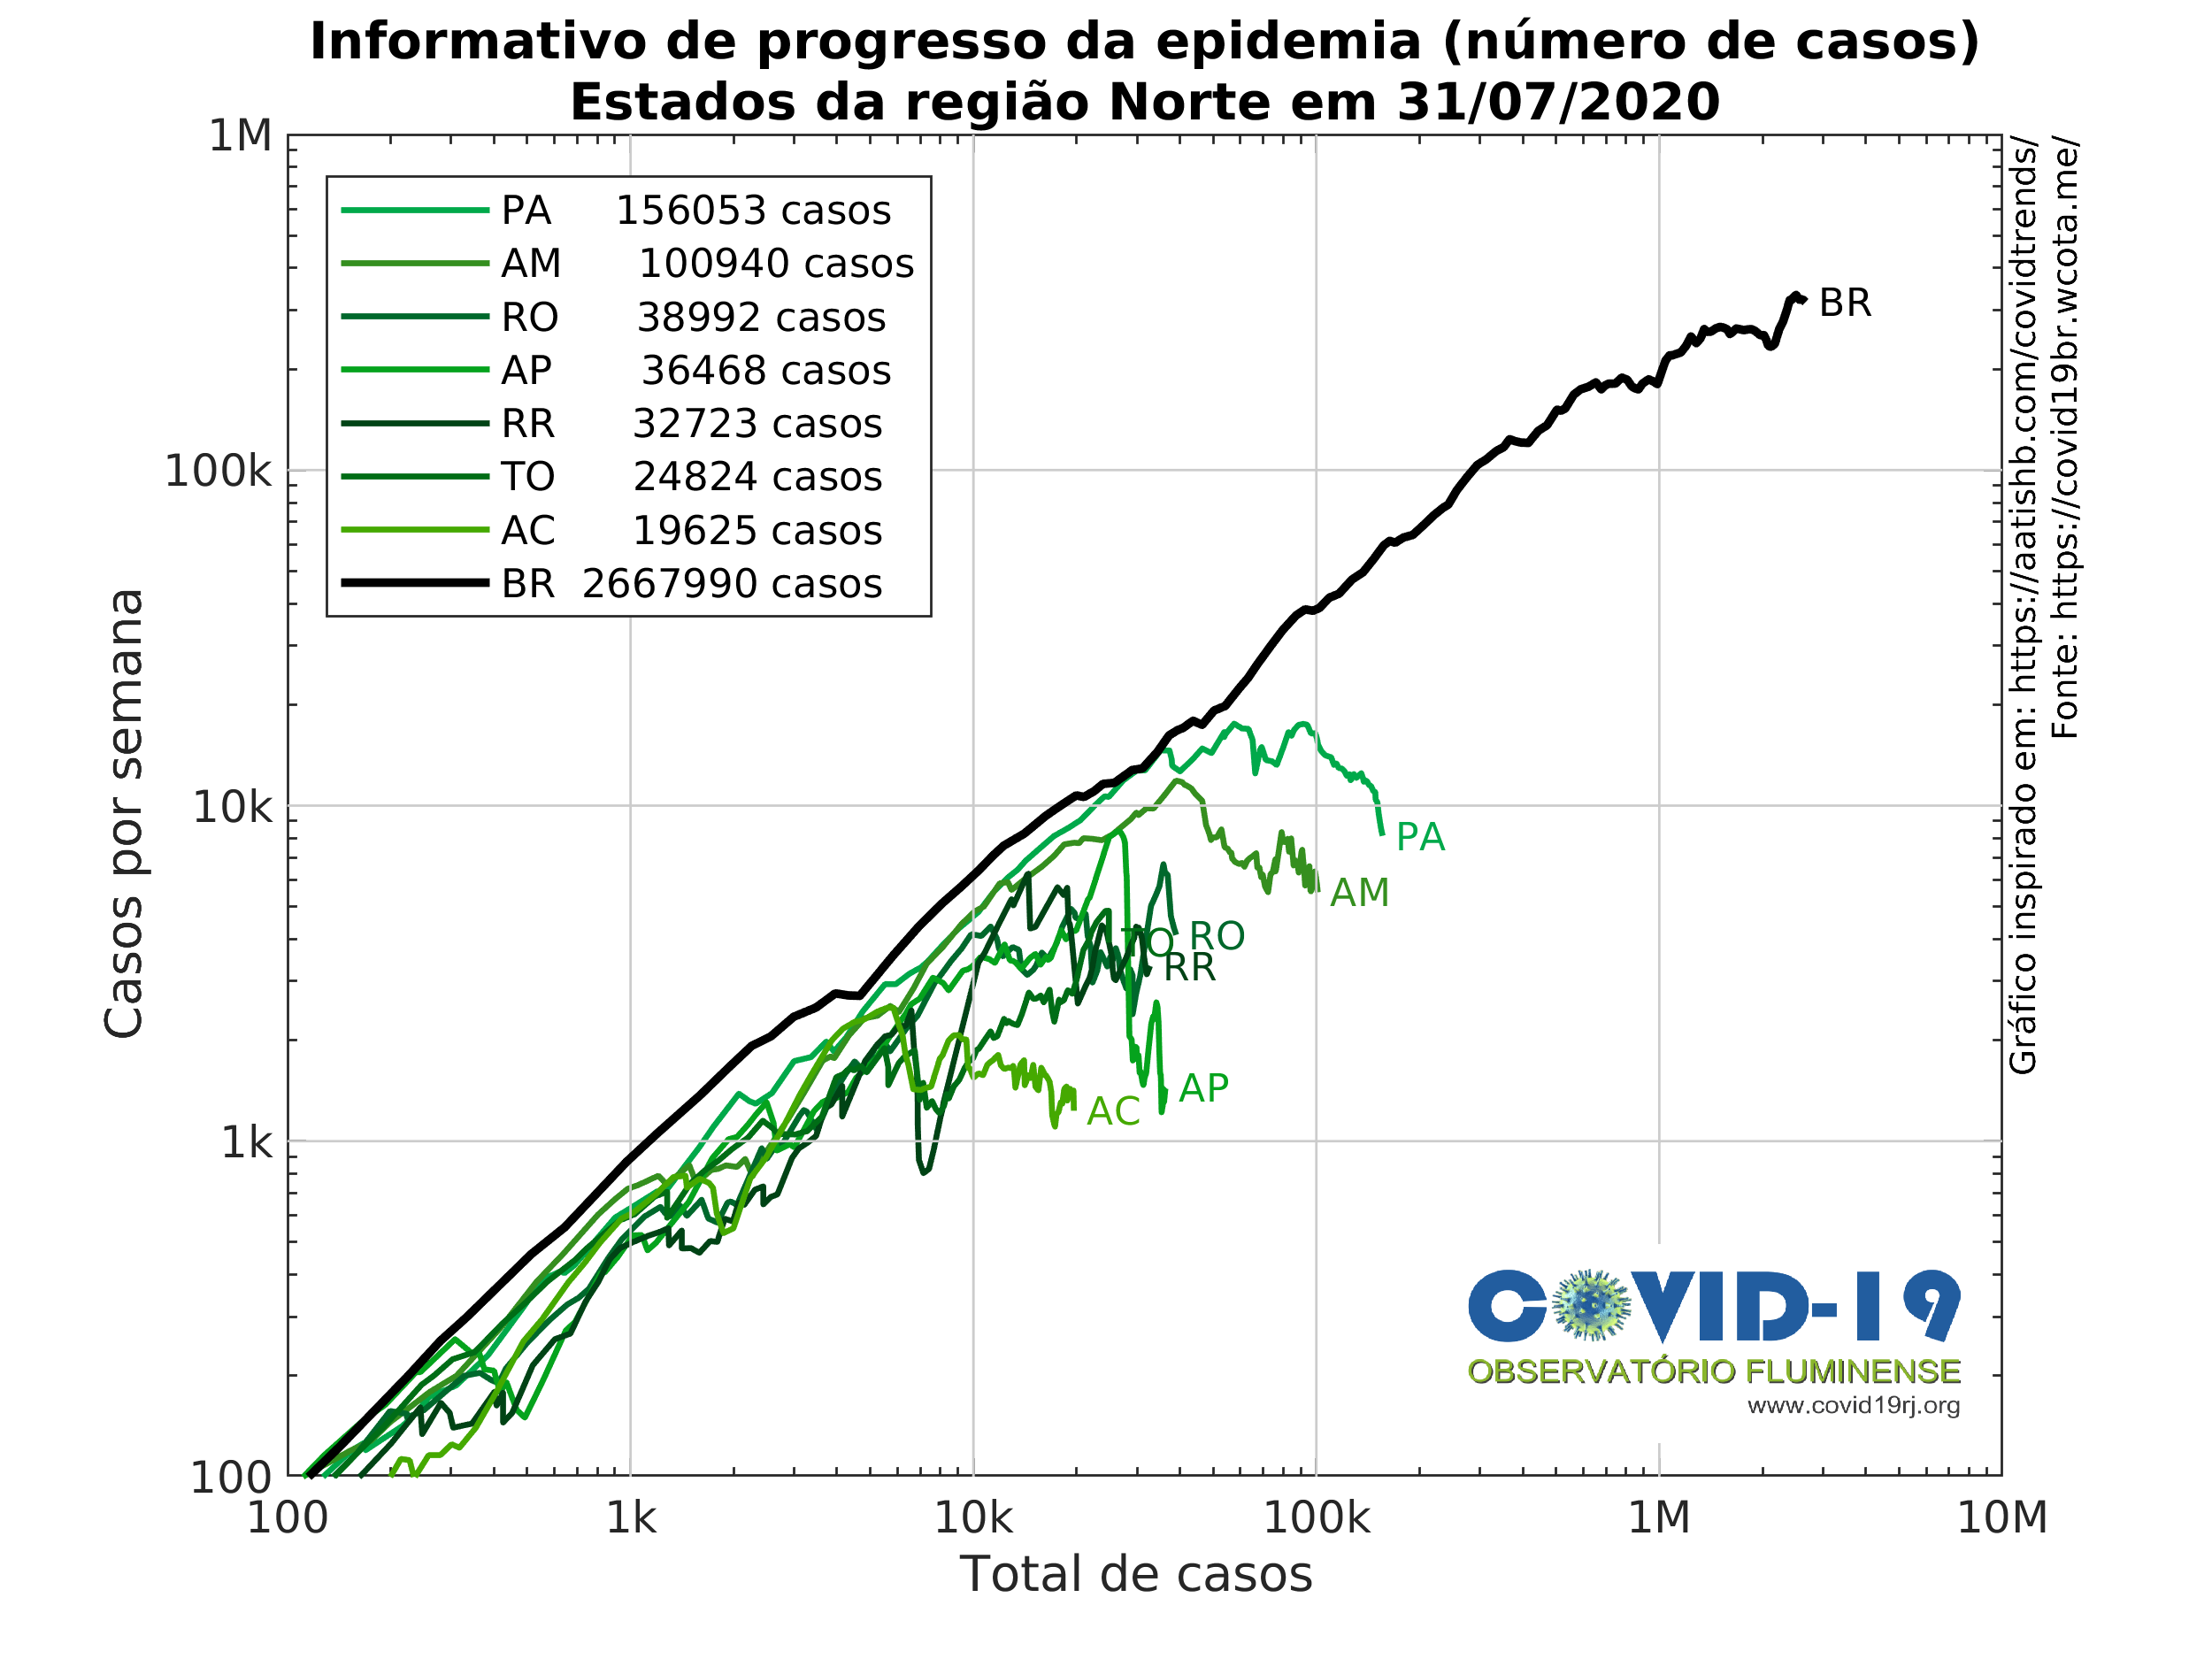 Informativo de progresso da epidemia (número de casos)
Estados da região Norte em 31/07/2020
1M
100k
10k
1k
100
Casos por semana
PA 156053 casos
AM 100940 casos
RO 38992 casos
AP 36468 casos
RR 32723 casos
TO 24824 casos
AC 19625 casos
BR 2667990 casos
BR
PA
AM
RO
TO
RR
AP
AC
100
1k
10k
100k
1M
10M
Total de casos
Gráfico inspirado em: https://aatishb.com/covidtrends/
Fonte: https://covid19br.wcota.me/
COVID-19
OBSERVATÓRIO FLUMINENSE
www.covid19rj.org